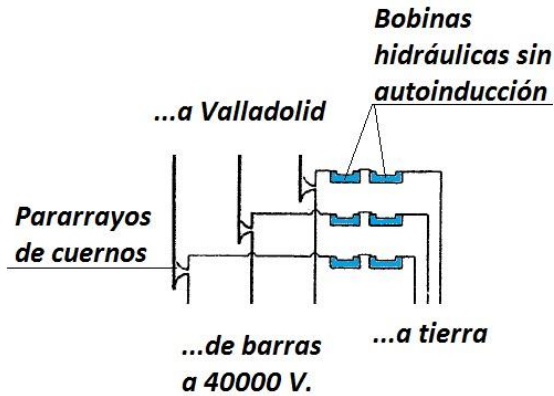 Bobinas
hidráulicas sin
autoinducción
...a Valladolid
Pararrayos
de cuernos
...de barras
a 40000 V.
...a tierra